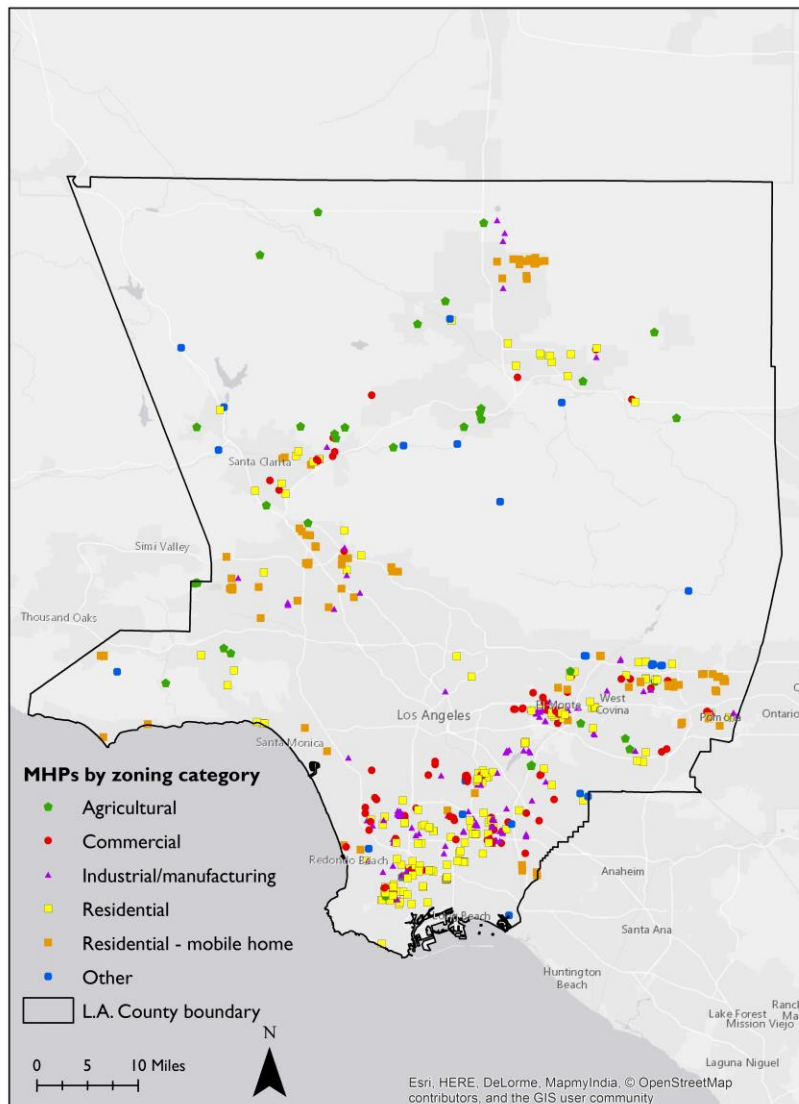 Santa Clarita
Simi Valley
Thousand Oaks
El Monte
West
Covina
Los Angeles
Pomona
Ontario
Santa Monica
MHPs by zoning category
Agricultural
Commercial
Industrial/manufacturing
Residential
Residential - mobile home
Other
L.A. County boundary
Redondo Beach
Long Beach
Anaheim
Santa Ana
Huntington
Beach
Lake Forest
Mission Viejo
Laguna Niguel
N
0 5 10 Miles
Esri, HERE, DeLorme, MapmyIndia, © OpenStreetMap
contributors, and the GIS user community